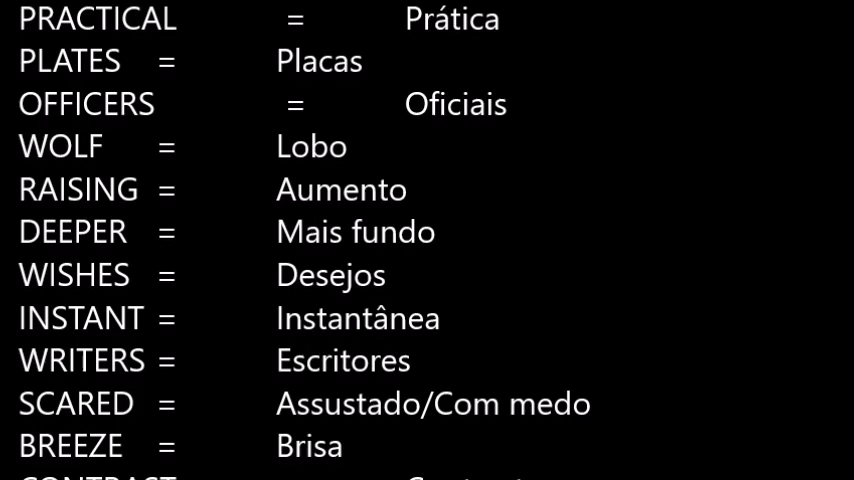 PRACTICAL = Prática
PLATES = Placas
OFFICERS = Oficiais
WOLF = Lobo
RAISING = Aumento
DEEPER = Mais fundo
WISHES = Desejos
INSTANT = Instantânea
WRITERS = Escritores
SCARED = Assustado/Com medo
BREEZE = Brisa